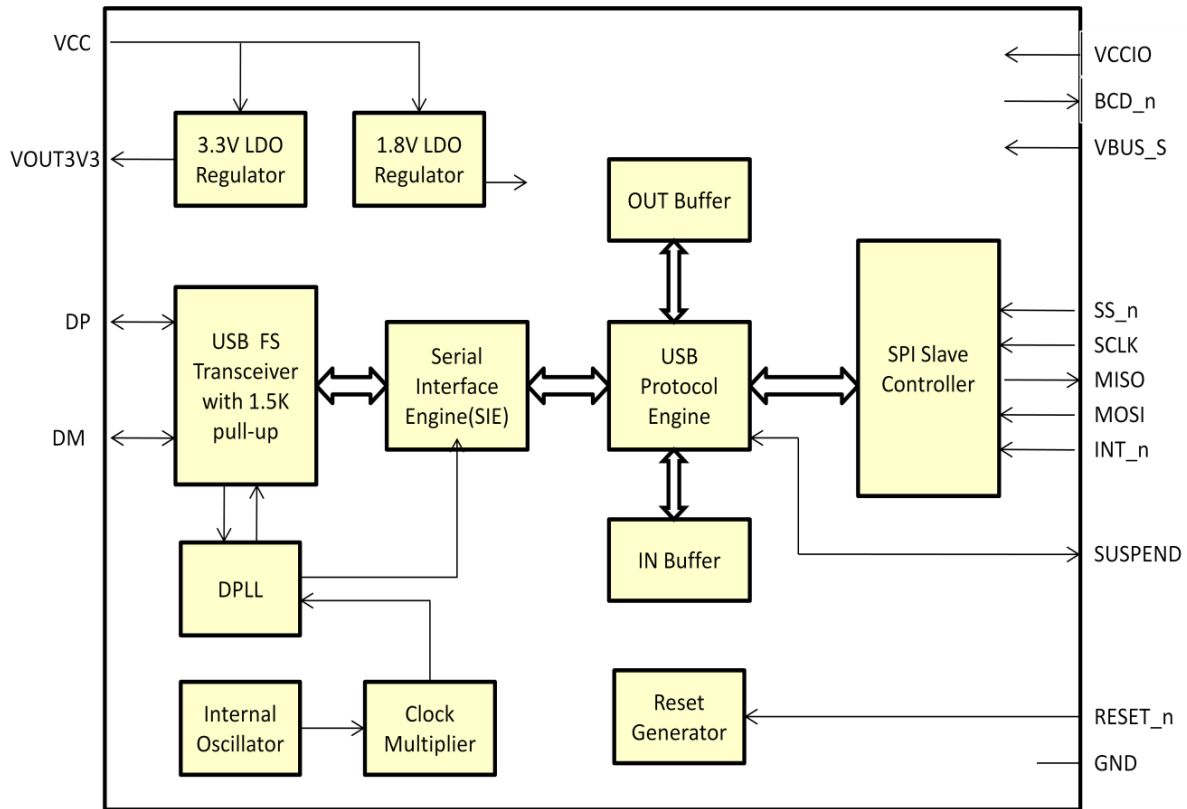 VCC
VCCIO
BCD_n
VBUS_S
VOUT3V3
3.3V LDO
Regulator
1.8V LDO
Regulator
OUT Buffer
DP
DM
USB FS
Transceiver
with 1.5K
pull-up
Serial
Interface
Engine(SIE)
USB
Protocol
Engine
SPI Slave
Controller
SS_n
SCLK
MISO
MOSI
INT_n
DPLL
IN Buffer
SUSPEND
Internal
Oscillator
Clock
Multiplier
Reset
Generator
RESET_n
GND